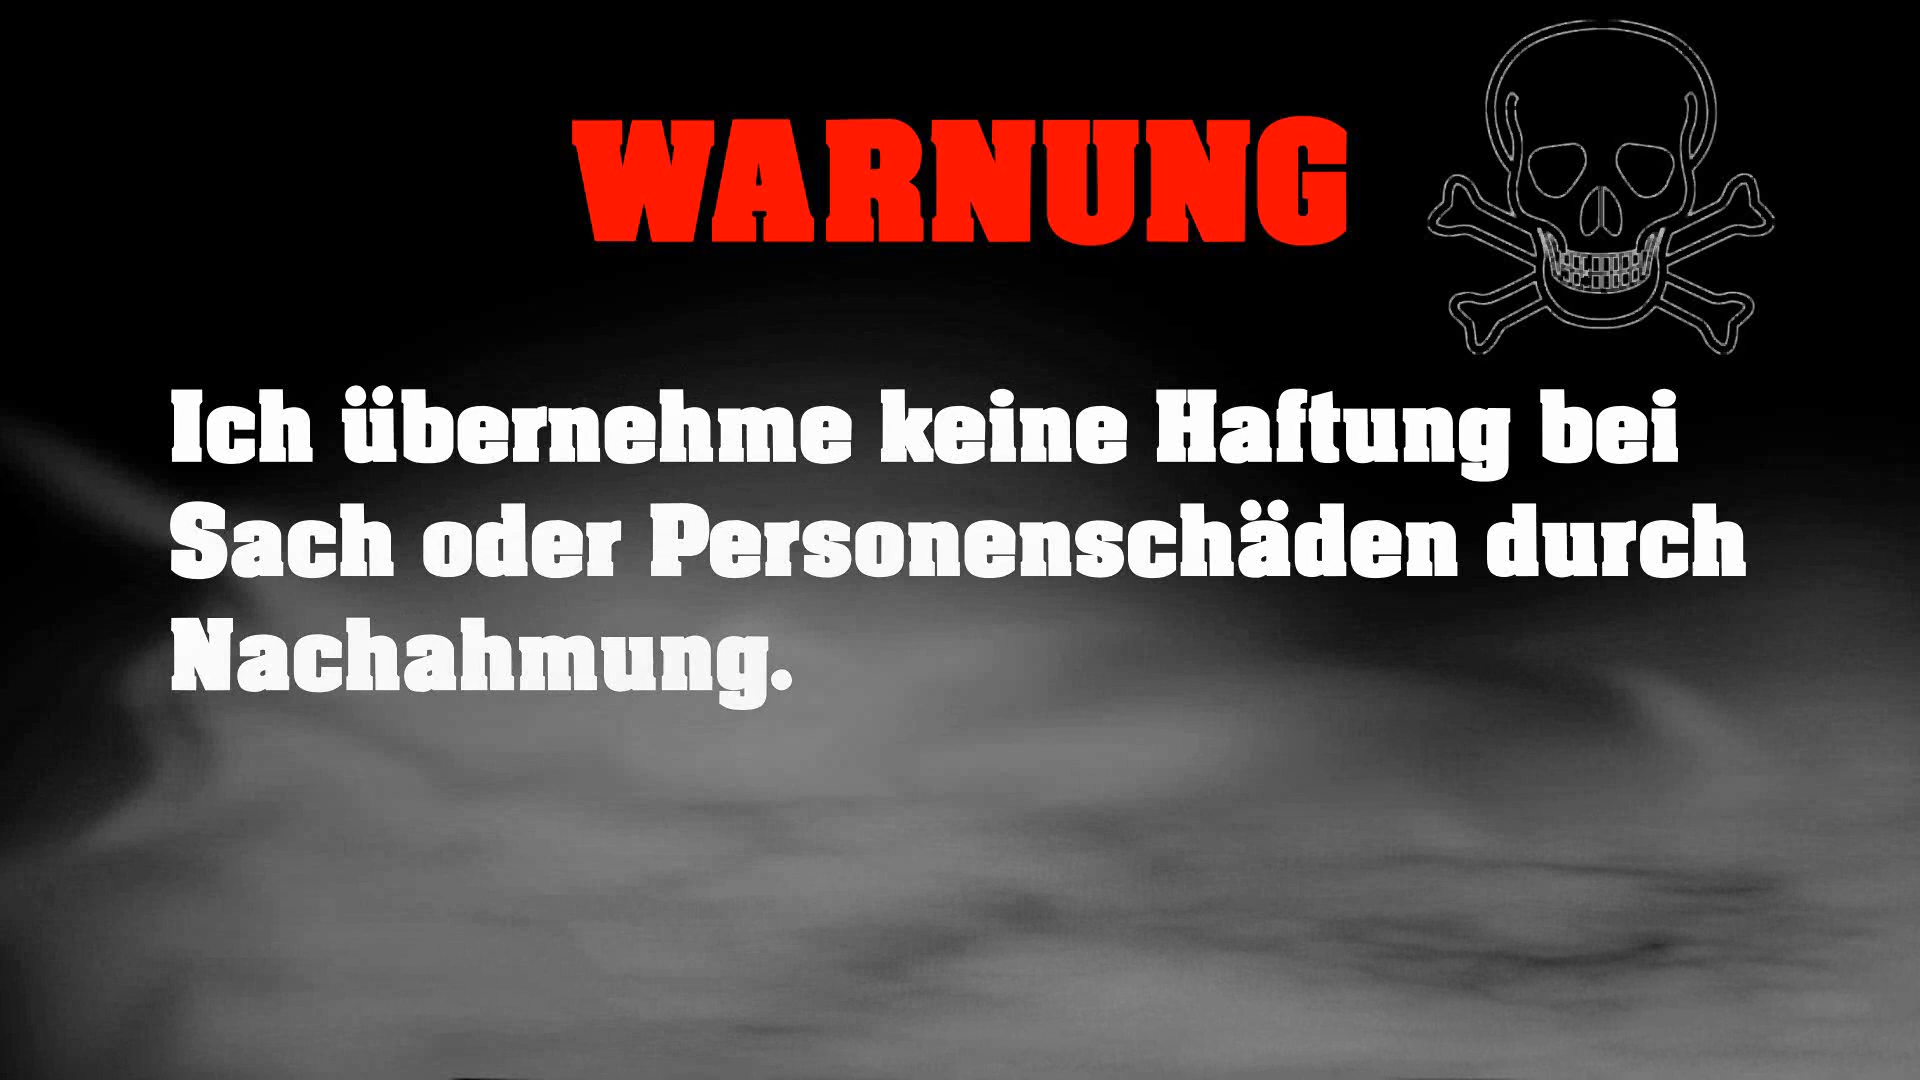 WARNUNG
Ich übernehme keine Haftung bei
Sach oder Personenschäden durch
Nachahmung.